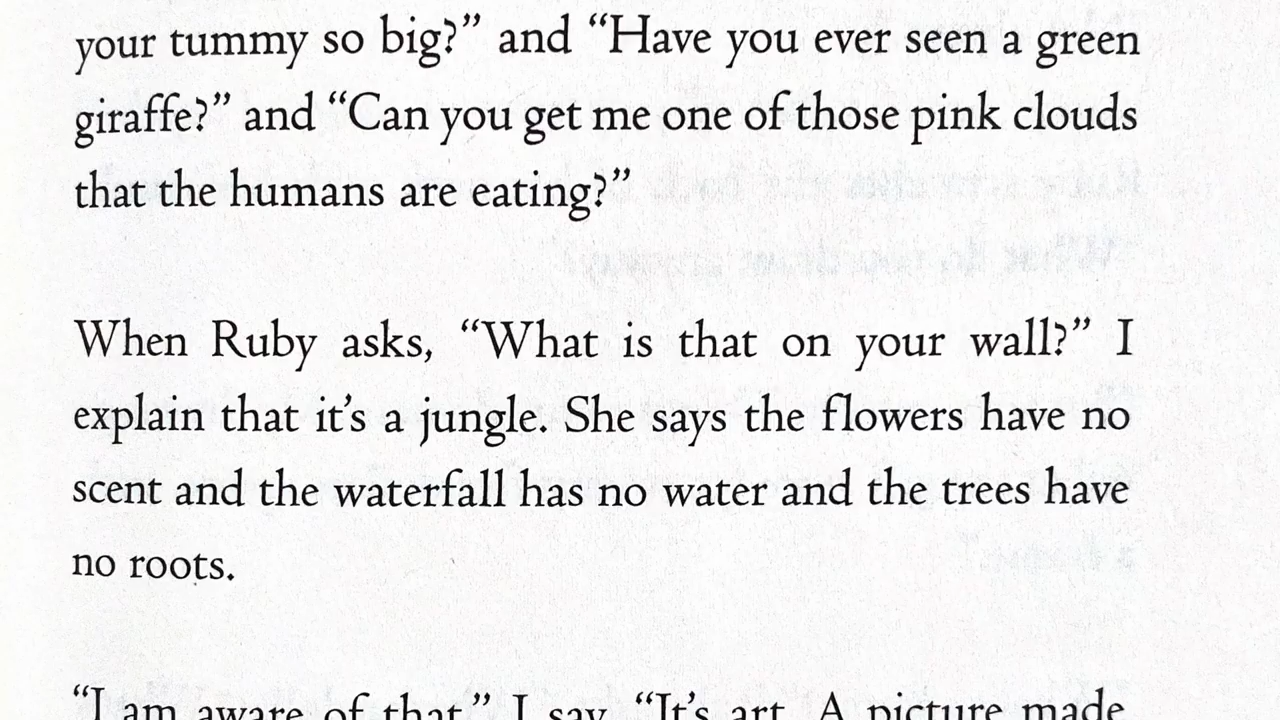 your tummy so big?” and “Have you ever seen a green
giraffe?” and “Can you get me one of those pink clouds
that the humans are eating?”
When Ruby asks, “What is that on your wall?” I
explain that it’s a jungle. She says the flowers have no
scent and the waterfall has no water and the trees have
no roots.
“I am aware of that,” I say. “It’s art. A picture made